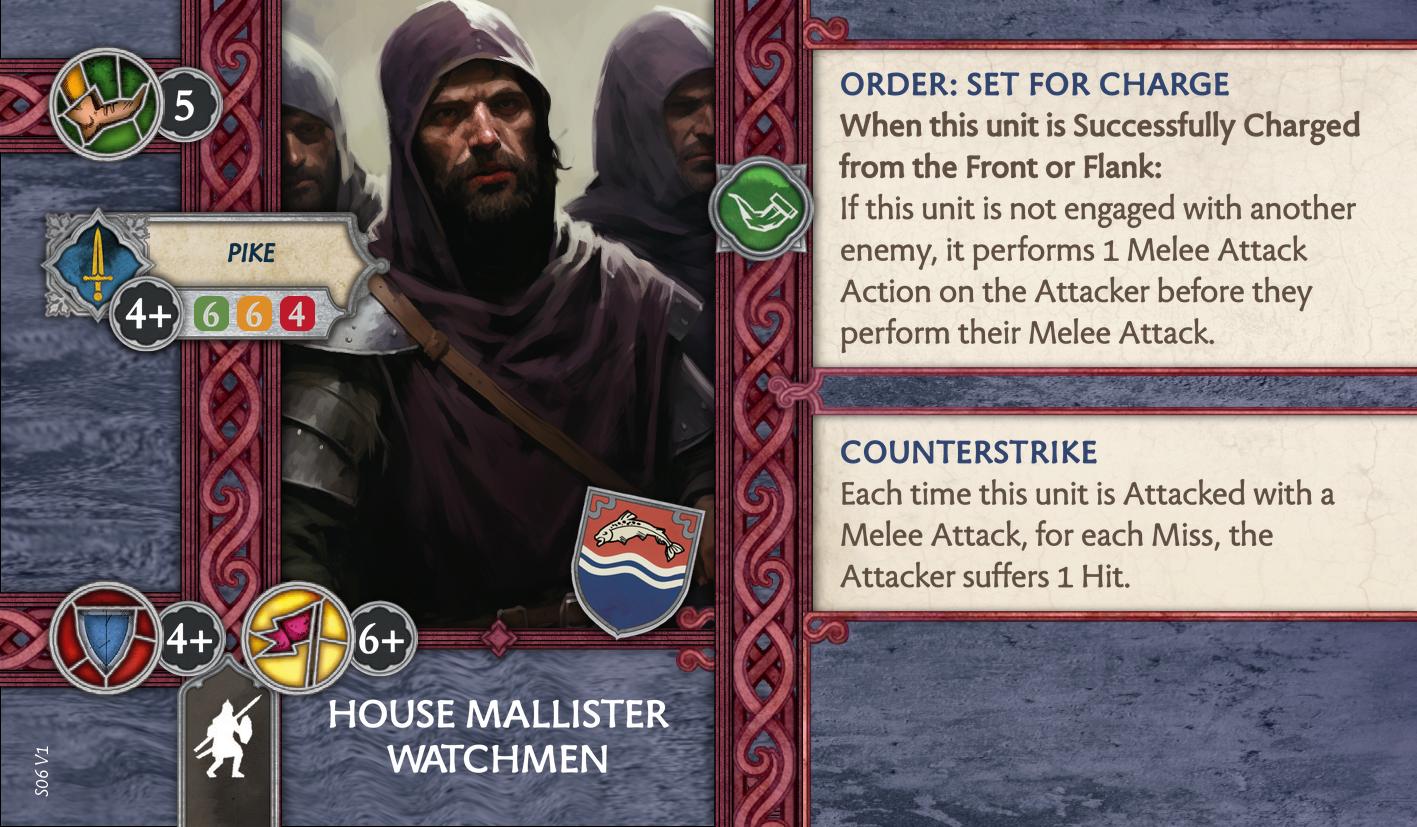 5
PIKE
4+ 6 6 4
4+ 6+
HOUSE MALLISTER
WATCHMEN
S06 V1
ORDER: SET FOR CHARGE
When this unit is Successfully Charged
from the Front or Flank:
If this unit is not engaged with another
enemy, it performs 1 Melee Attack
Action on the Attacker before they
perform their Melee Attack.
COUNTERSTRIKE
Each time this unit is Attacked with a
Melee Attack, for each Miss, the
Attacker suffers 1 Hit.